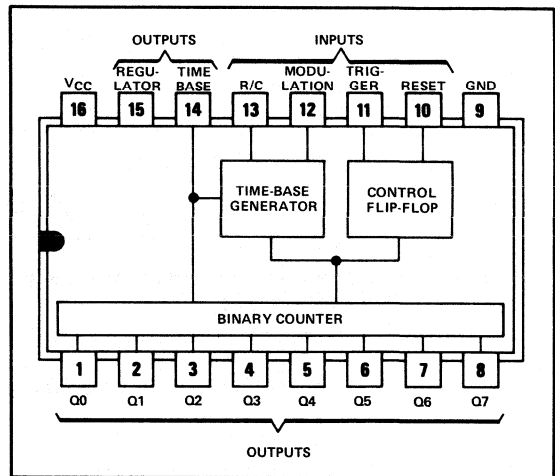 OUTPUTS INPUTS
VCC REGU- TIME R/C MODU- TRIG- RESET GND
LATOR BASE LATION GER
16 15 14 13 12 11 10 9
TIME-BASE
GENERATOR
CONTROL
FLIP-FLOP
BINARY COUNTER
1 2 3 4 5 6 7 8
Q0 Q1 Q2 Q3 Q4 Q5 Q6 Q7
OUTPUTS